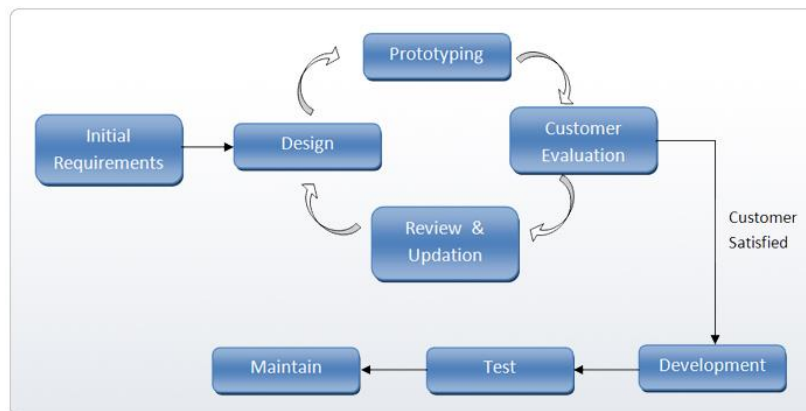 Prototyping
Initial
Requirements
Design
Customer
Evaluation
Review & 
Updation
Customer
Satisfied
Maintain
Test
Development